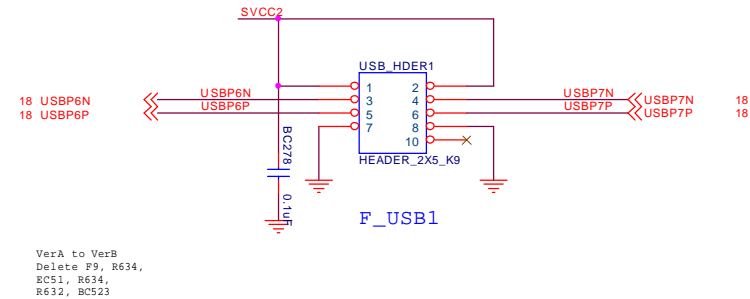 SVCC2
USB_HDER1
USBP6N
USBP7N
18 USBP6N
1 2
3 4
USBP7N 18
18 USBP6P
USBP6P
5 6
USBP7P
USBP7P 18
7 8
10
BC278
HEADER_2X5_K9
0.1uF
F_USB1
VerA to VerB
Delete F9, R634,
EC51, R634,
R632, BC523